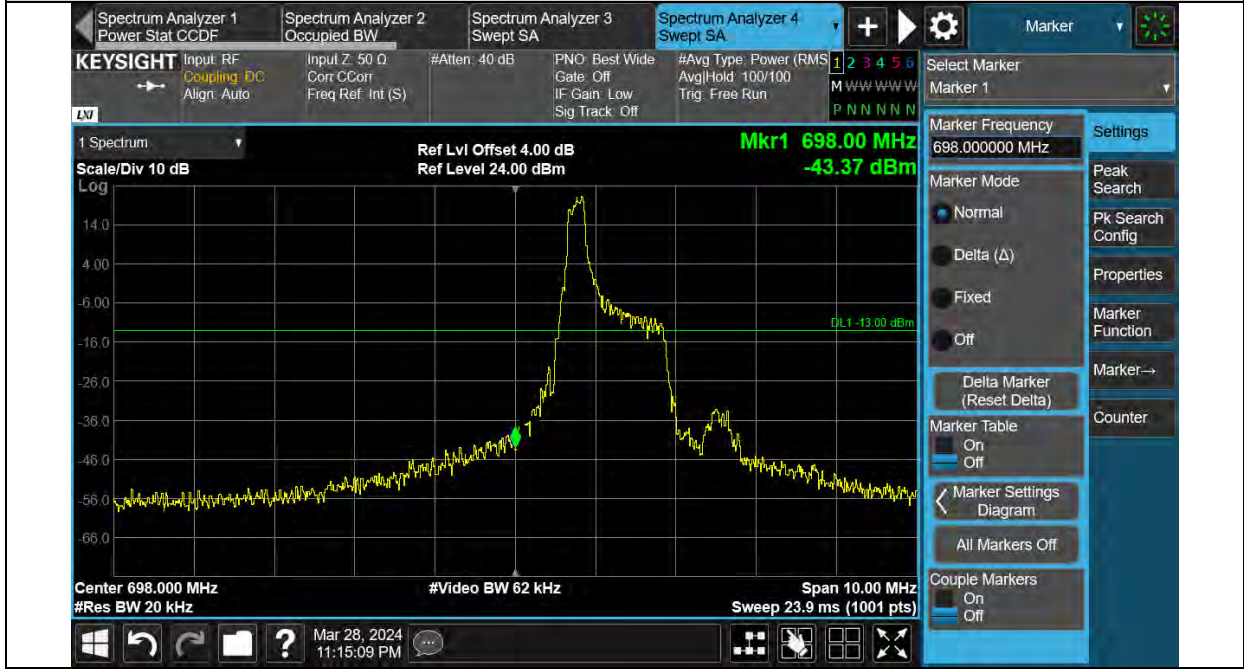 Spectrum Analyzer 1
Power Stat CCDF
Spectrum Analyzer 2
Occupied BW
Spectrum Analyzer 3
Swept SA
Spectrum Analyzer 4
Swept SA
Marker
KEYSIGHT
LXI
Input: RF
Coupling: DC
Align: Auto
Input Z: 50 Ω
Corr CCorr
Freq Ref: Int (S)
#Atten: 40 dB
PNO: Best Wide
Gate: Off
IF Gain: Low
Sig Track: Off
#Avg Type: Power (RMS
Avg|Hold: 100/100
Trig: Free Run
1 2 3 4 5 6
M W W W W W
P N N N N N
Select Marker
Marker 1
1 Spectrum
Scale/Div 10 dB
Log
Ref Lvl Offset 4.00 dB
Ref Level 24.00 dBm
Mkr1 698.00 MHz
-43.37 dBm
14.0
4.00
-6.00
-16.0
-26.0
-36.0
-46.0
-56.0
-66.0
DL1 -13.00 dBm
1
Center 698.000 MHz
#Res BW 20 kHz
#Video BW 62 kHz
Span 10.00 MHz
Sweep 23.9 ms (1001 pts)
Marker Frequency
698.000000 MHz
Marker Mode
Normal
Delta (Δ)
Fixed
Off
Delta Marker
(Reset Delta)
Marker Table
On
Off
Marker Settings
Diagram
All Markers Off
Couple Markers
On
Off
Settings
Peak
Search
Pk Search
Config
Properties
Marker
Function
Marker→
Counter
Mar 28, 2024
11:15:09 PM